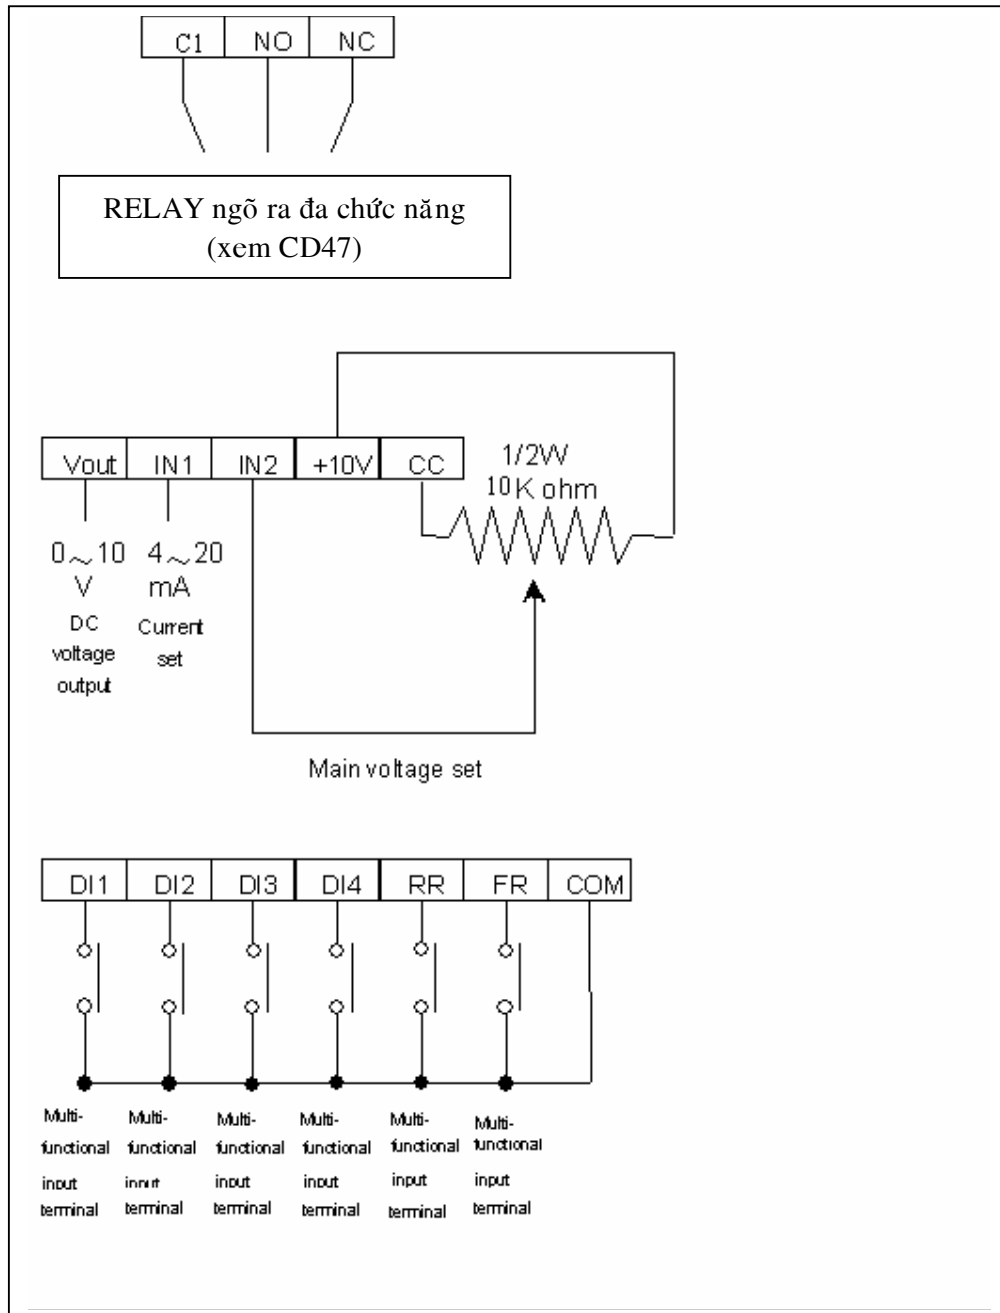 C1 NO NC
RELAY ngõ ra đa chức năng
(xem CD47)
Vout IN1 IN2 +10V CC
1/2W
10K ohm
0～10
V
DC
voltage
output
4～20
mA
Current
set
Main voltage set
DI1 DI2 DI3 DI4 RR FR COM
Multi-
functional
input
terminal
Multi-
functional
input
terminal
Multi-
functional
input
terminal
Multi-
functional
input
terminal
Multi-
functional
input
terminal
Multi-
functional
input
terminal